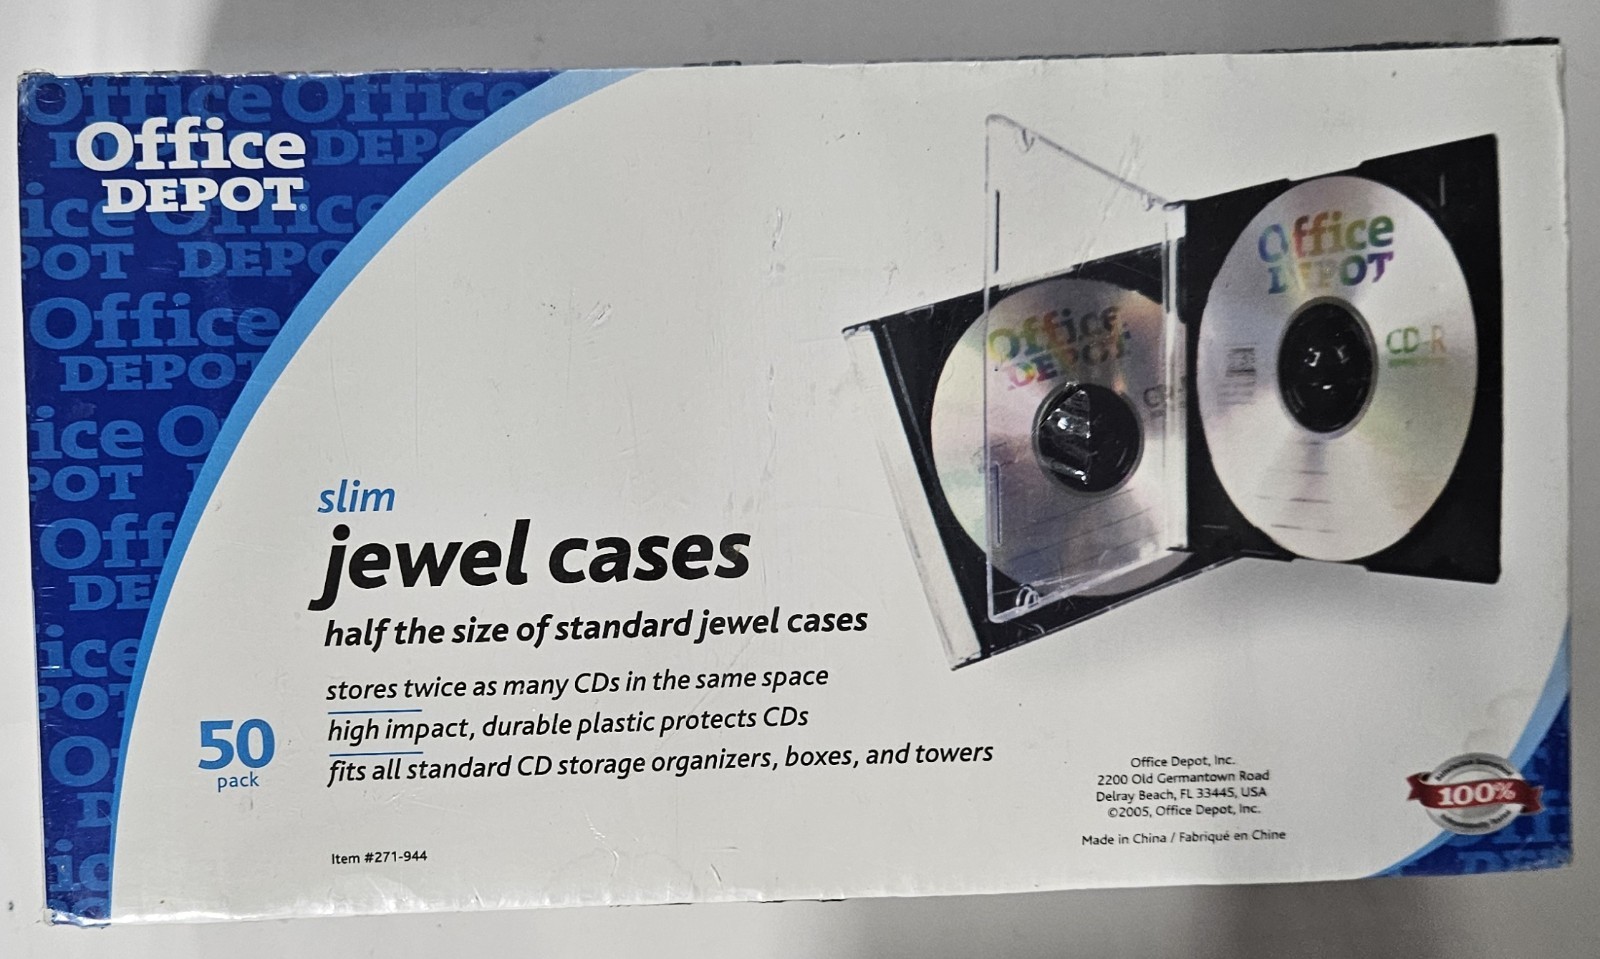 Office
DEPOT
slim
jewel cases
half the size of standard jewel cases
stores twice as many CDs in the same space
high impact, durable plastic protects CDs
fits all standard CD storage organizers, boxes, and towers
50
pack
Item #271-944
Office
DEPOT
Office
DEPOT
CD-R
Office Depot, Inc.
2200 Old Germantown Road
Delray Beach, FL 33445, USA
©2005, Office Depot, Inc.
Made in China / Fabriqué en Chine
100%